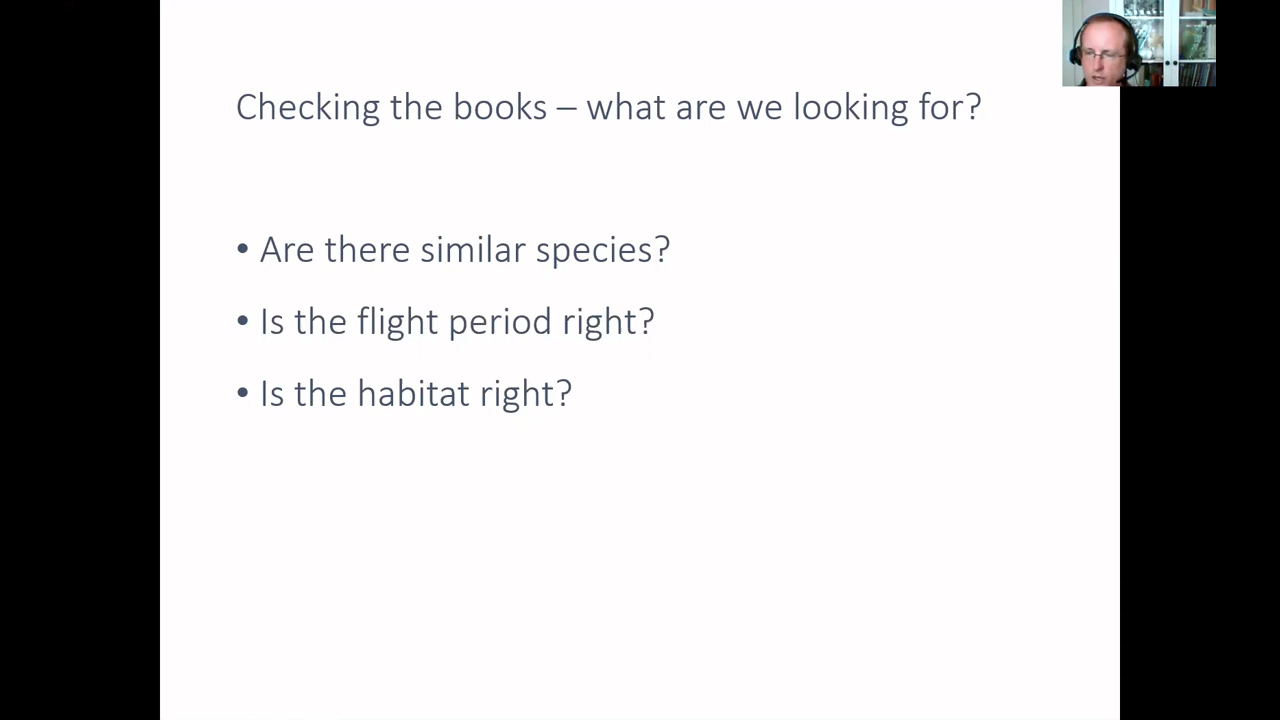 Checking the books – what are we looking for?
• Are there similar species?
• Is the flight period right?
• Is the habitat right?